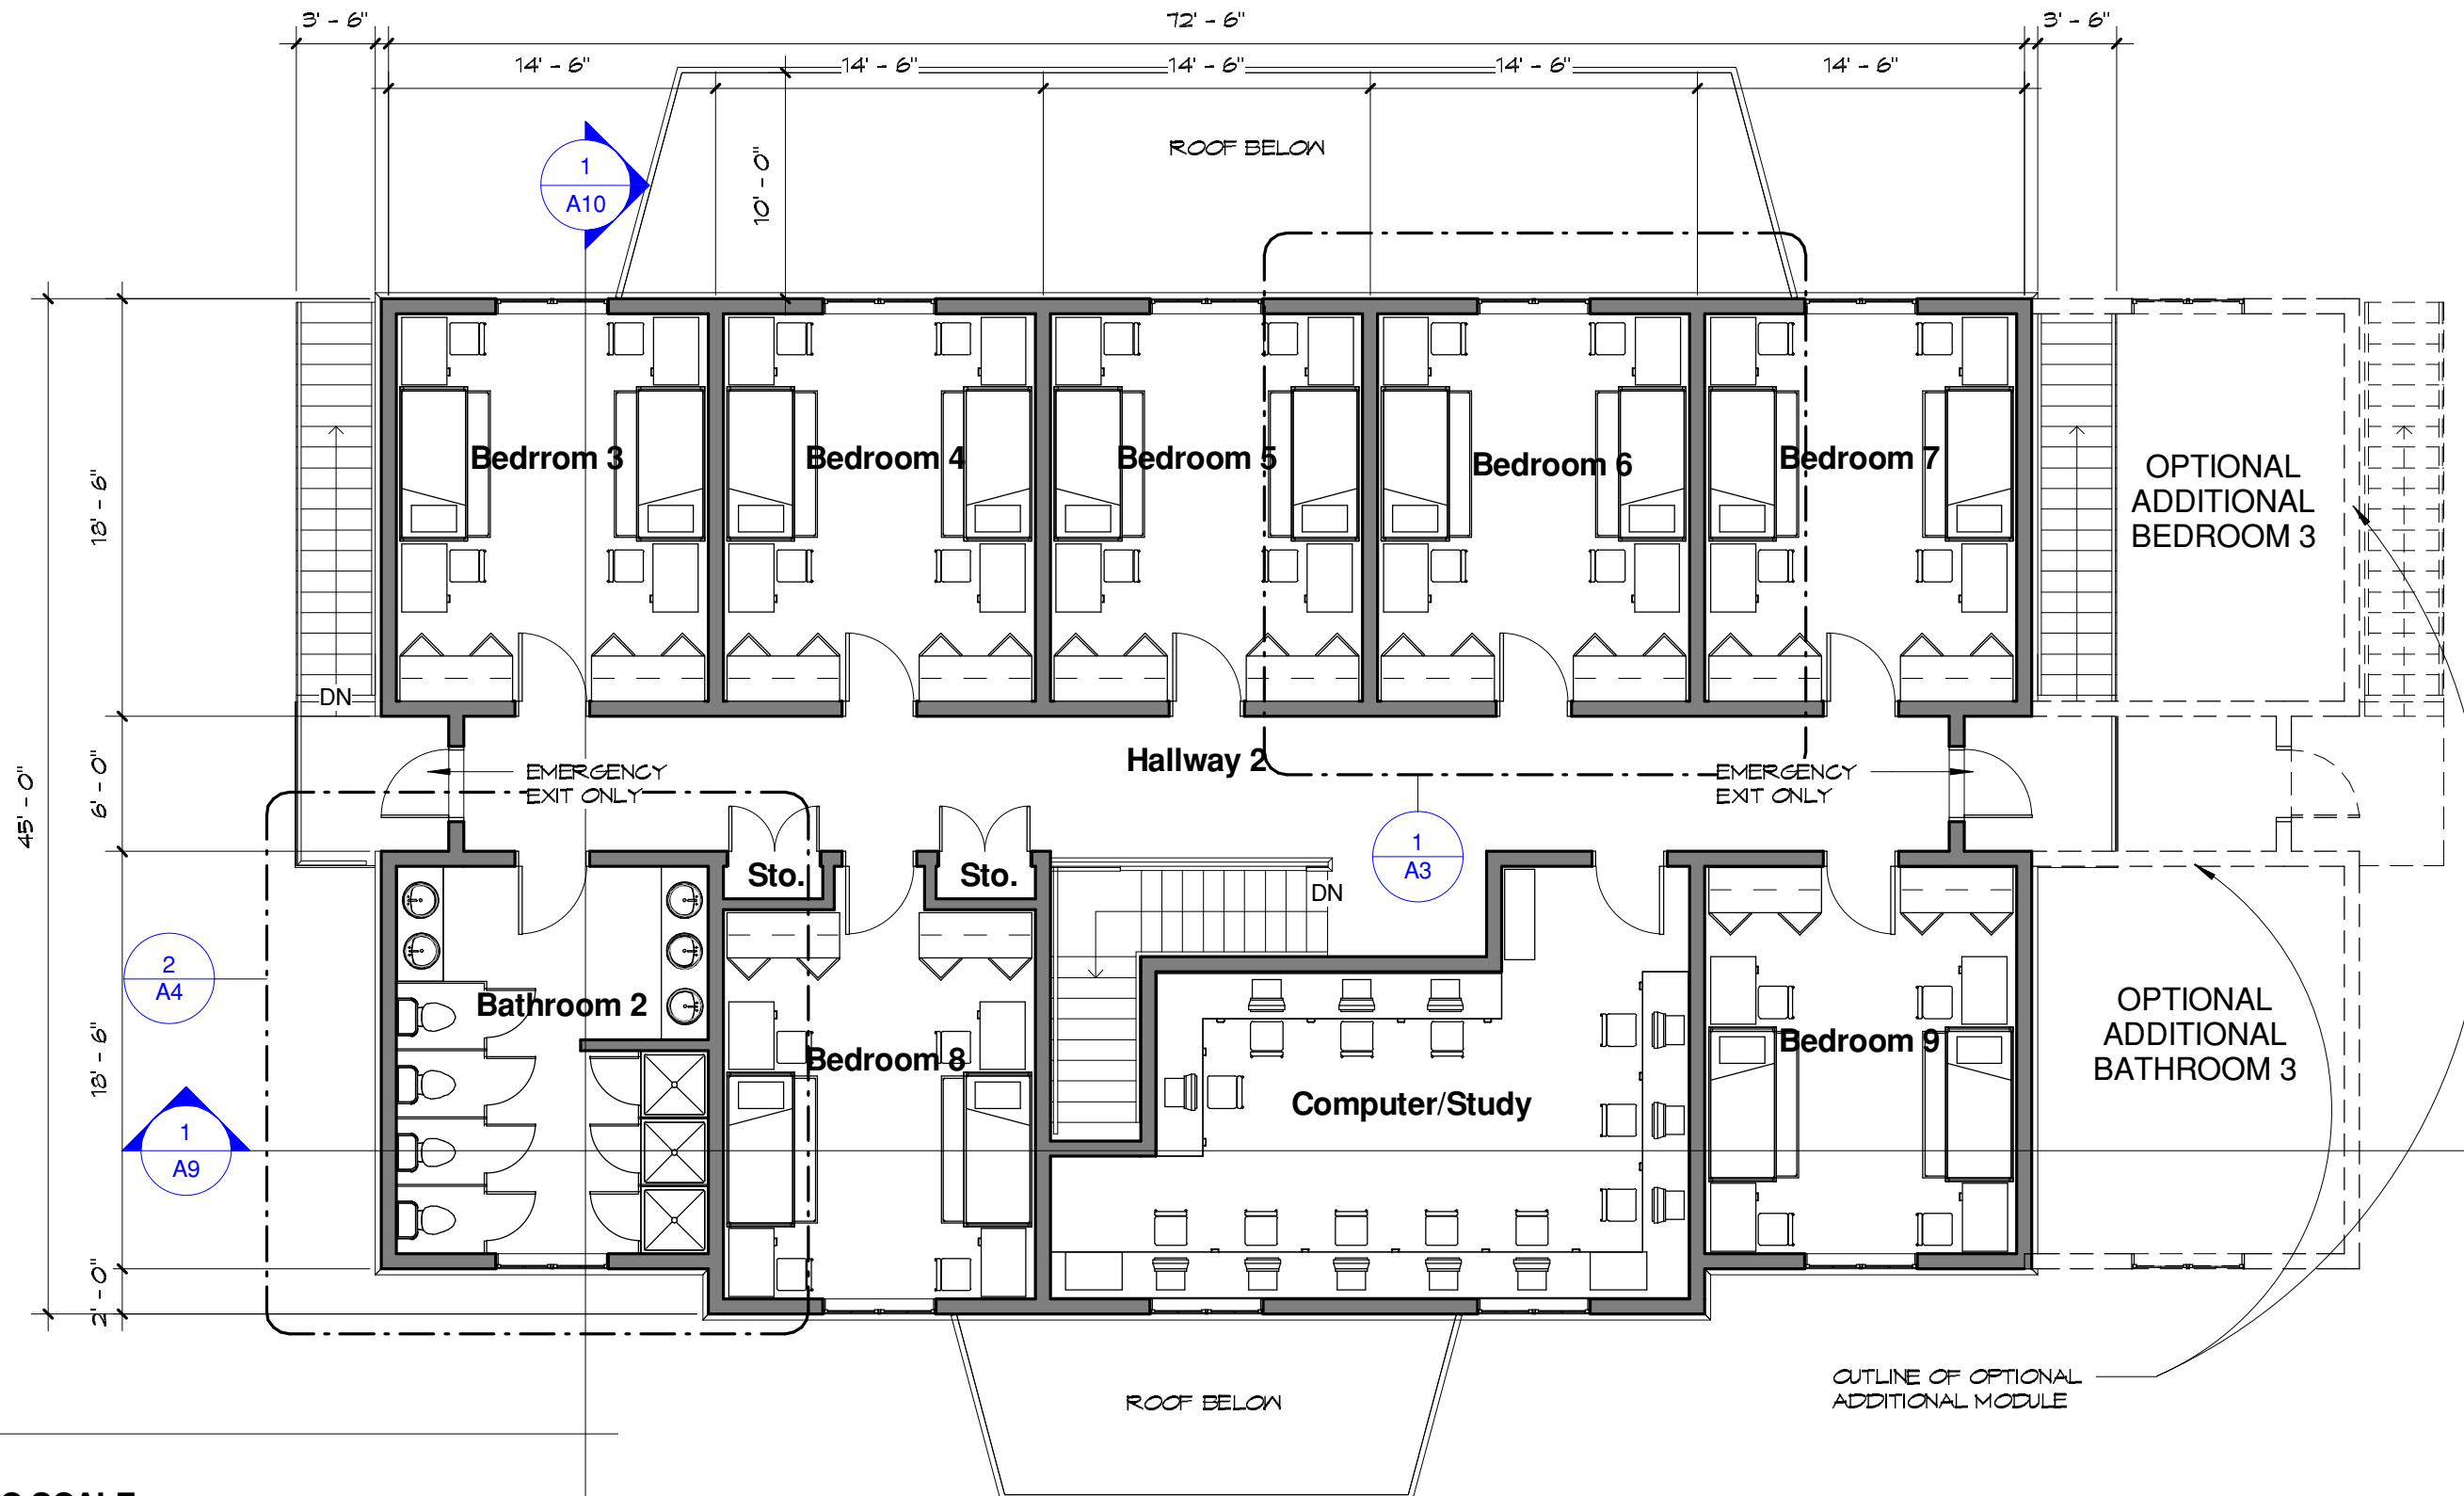 3' - 6"
72' - 6"
3' - 6"
14' - 6"
14' - 6"
14' - 6"
14' - 6"
14' - 6"
ROOF BELOW
10' - 0"
1
A10
Bedrrom 3
Bedroom 4
Bedroom 5
Bedroom 6
Bedroom 7
OPTIONAL
ADDITIONAL
BEDROOM 3
18' - 6"
DN
45' - 0"
6' - 0"
EMERGENCY
EXIT ONLY
Hallway 2
EMERGENCY
EXIT ONLY
1
A3
Sto.
Sto.
DN
2
A4
Bathroom 2
Bedroom 8
Computer/Study
Bedroom 9
OPTIONAL
ADDITIONAL
BATHROOM 3
18' - 6"
1
A9
2' - 0"
OUTLINE OF OPTIONAL
ADDITIONAL MODULE
ROOF BELOW